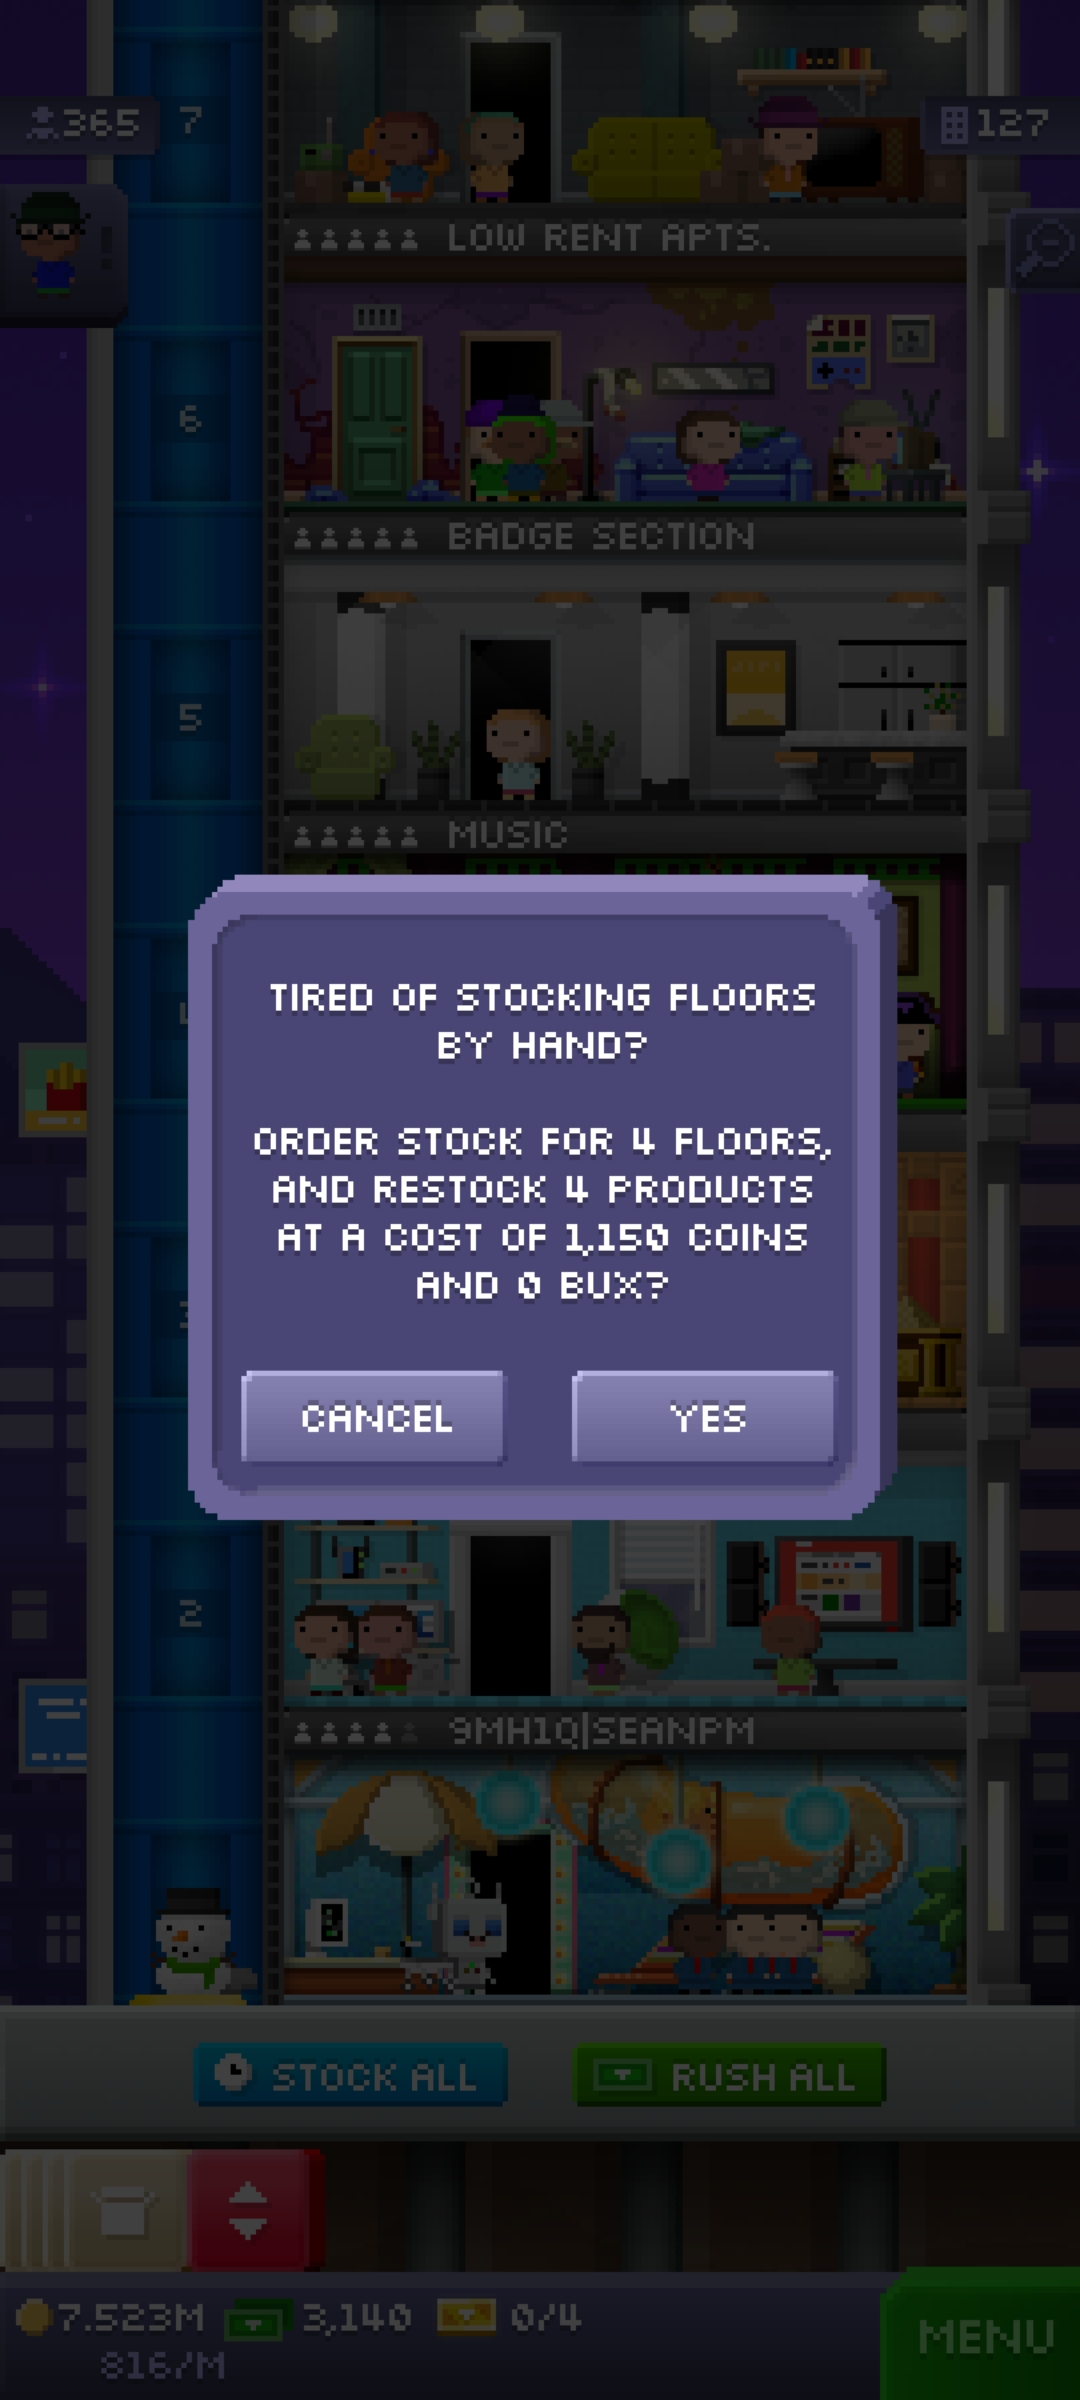 365
7
127
LOW RENT APTS.
6
BADGE SECTION
5
MUSIC
TIRED OF STOCKING FLOORS
BY HAND?
ORDER STOCK FOR 4 FLOORS,
AND RESTOCK 4 PRODUCTS
AT A COST OF 1,150 COINS
AND 0 BUX?
CANCEL
YES
2
9MH1Q|SEANPM
STOCK ALL
RUSH ALL
7.523M
3,140
0/4
816/M
MENU